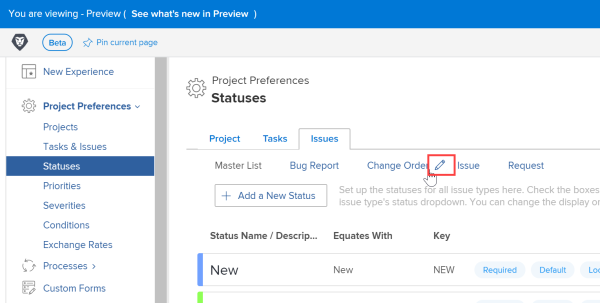 You are viewing - Preview ( See what's new in Preview )
Beta
Pin current page
New Experience
Project Preferences
Projects
Tasks & Issues
Statuses
Priorities
Severities
Conditions
Exchange Rates
Processes
Custom Forms
Project Preferences
Statuses
Project Tasks Issues
Master List Bug Report Change Order Issue Request
+ Add a New Status
Set up the statuses for all issue types here. Check the boxes
issue type's status dropdown. You can change the display or
Status Name / Descrip... Equates With Key
New New NEW Required Default Loc